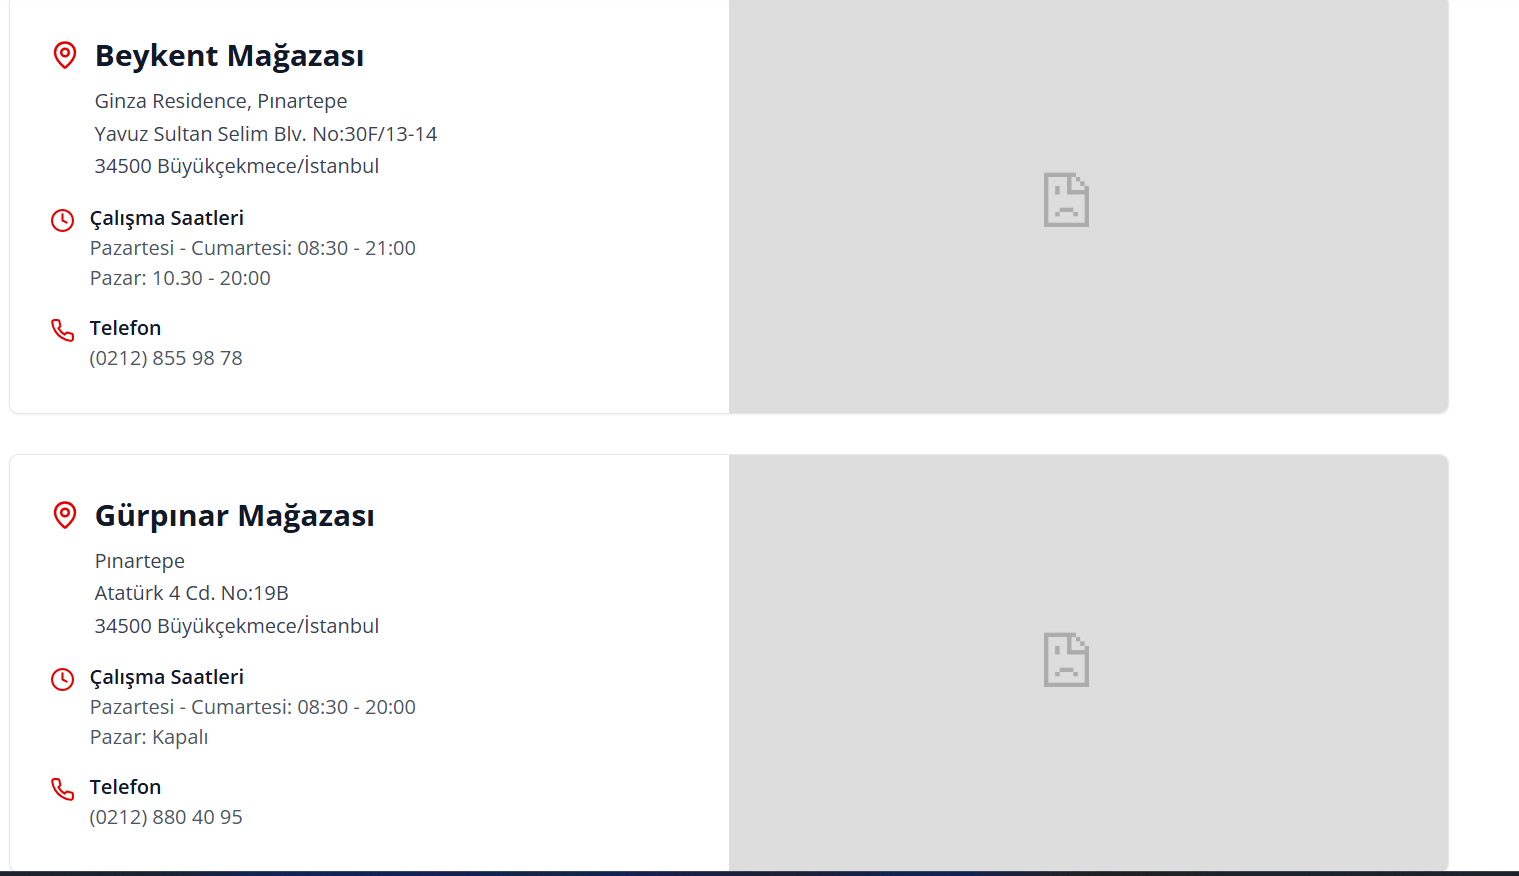 Beykent Mağazası
Ginza Residence, Pınartepe
Yavuz Sultan Selim Blv. No:30F/13-14
34500 Büyükçekmece/İstanbul
Çalışma Saatleri
Pazartesi - Cumartesi: 08:30 - 21:00
Pazar: 10.30 - 20:00
Telefon
(0212) 855 98 78
Gürpınar Mağazası
Pınartepe
Atatürk 4 Cd. No:19B
34500 Büyükçekmece/İstanbul
Çalışma Saatleri
Pazartesi - Cumartesi: 08:30 - 20:00
Pazar: Kapalı
Telefon
(0212) 880 40 95